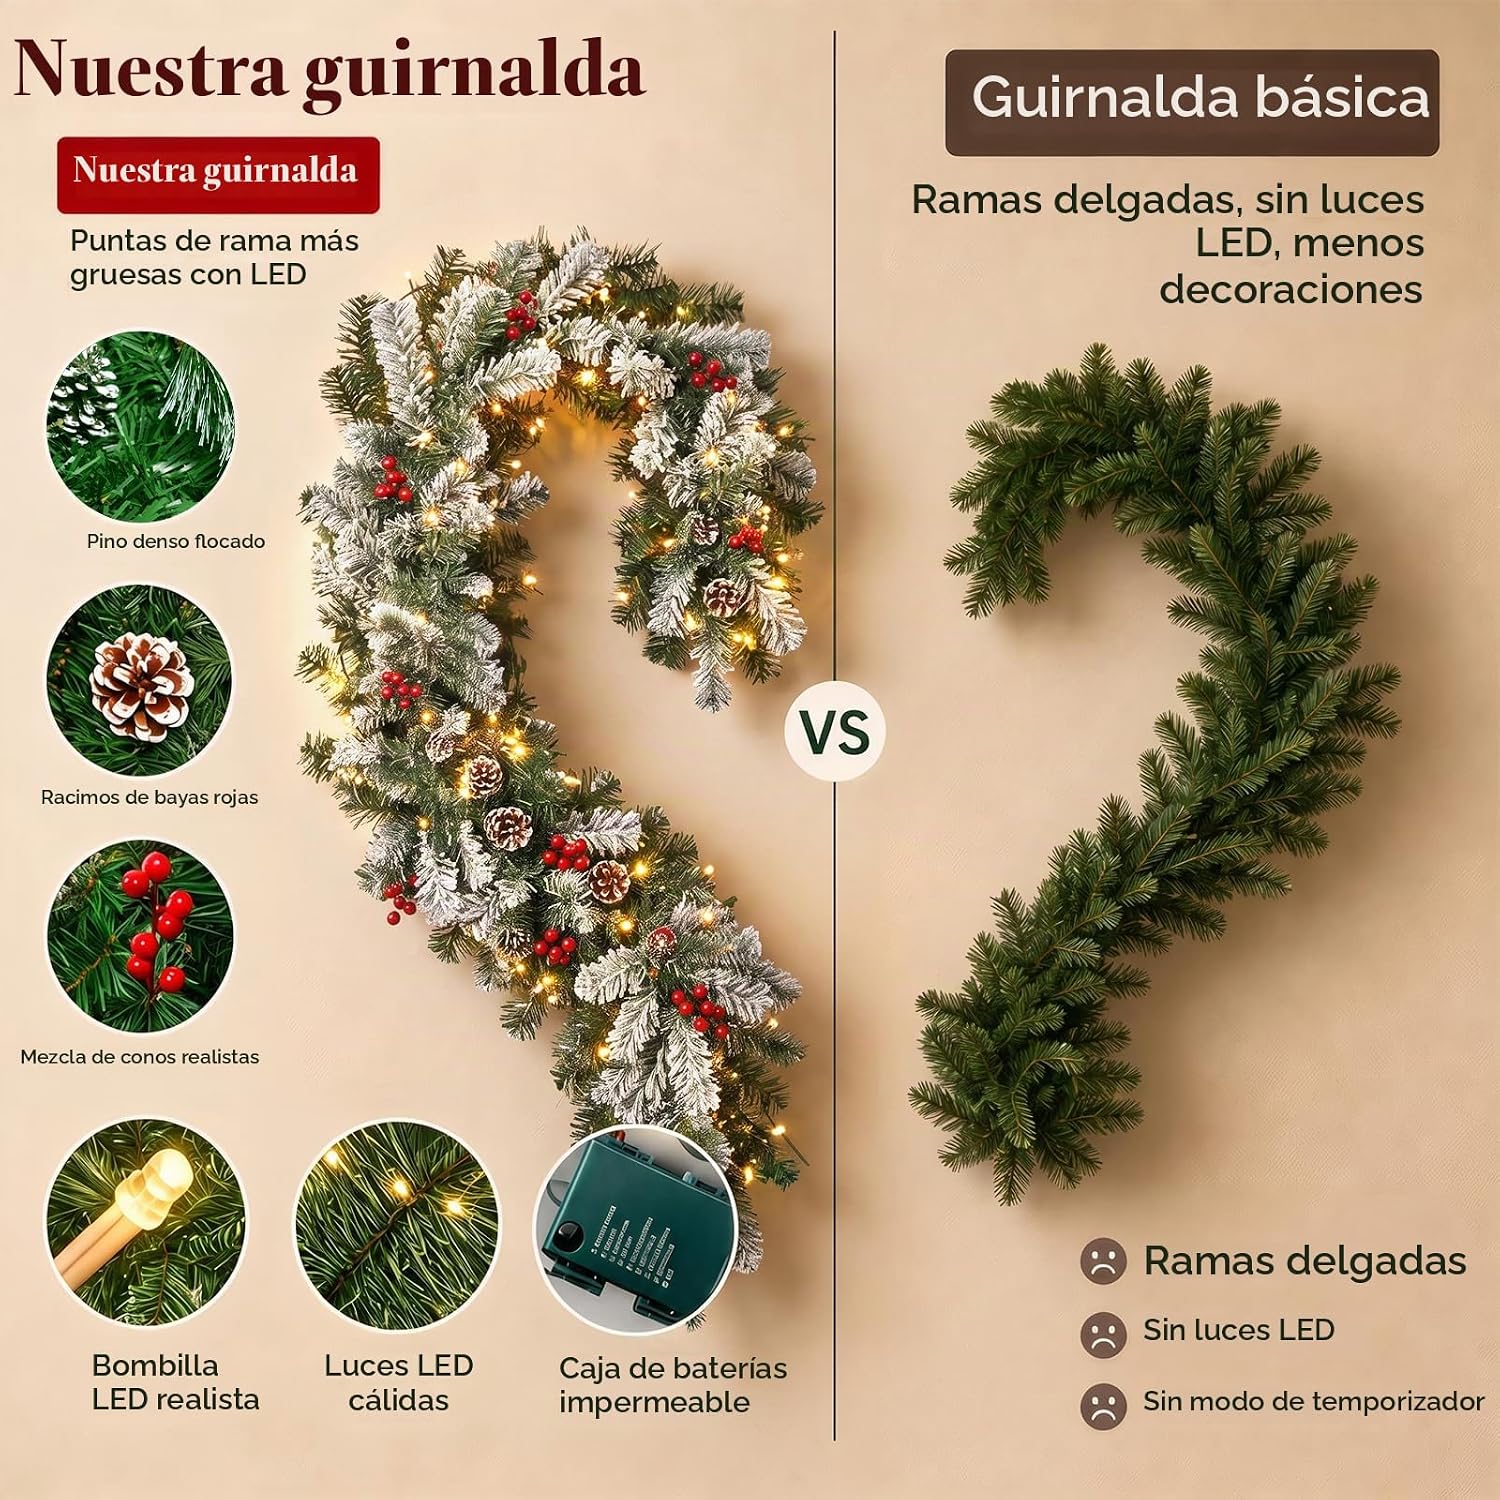 Nuestra guirnalda
Nuestra guirnalda
Puntas de rama más
gruesas con LED
Pino denso flocado
Racimos de bayas rojas
Mezcla de conos realistas
Bombilla
LED realista
Luces LED
cálidas
Caja de baterías
impermeable
VS
Guirnalda básica
Ramas delgadas, sin luces
LED, menos
decoraciones
Ramas delgadas
Sin luces LED
Sin modo de temporizador